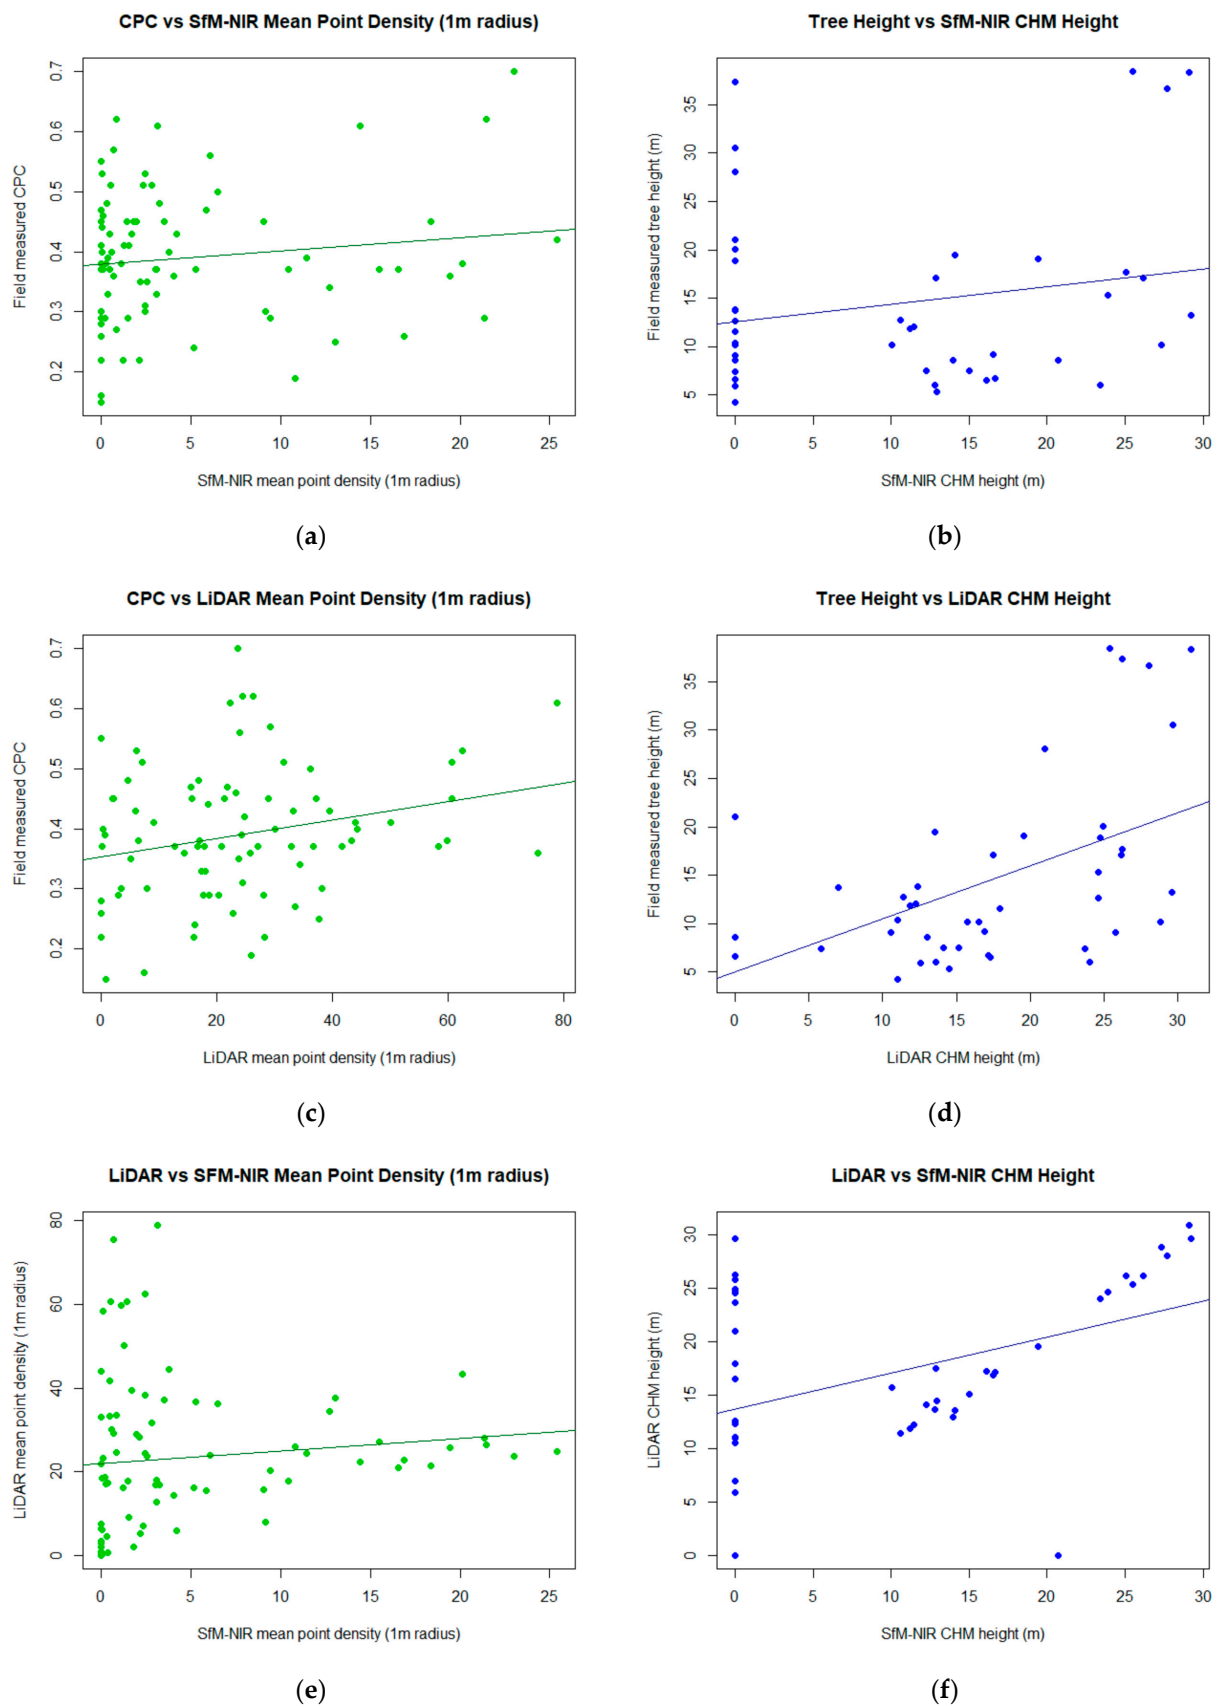 CPC vs SfM-NIR Mean Point Density (1m radius)
Field measured CPC
0.2 0.3 0.4 0.5 0.6 0.7
0 5 10 15 20 25
SfM-NIR mean point density (1m radius)
(a)
Tree Height vs SfM-NIR CHM Height
Field measured tree height (m)
5 10 15 20 25 30 35
0 5 10 15 20 25 30
SfM-NIR CHM height (m)
(b)
CPC vs LiDAR Mean Point Density (1m radius)
Field measured CPC
0.2 0.3 0.4 0.5 0.6 0.7
0 20 40 60 80
LiDAR mean point density (1m radius)
(c)
Tree Height vs LiDAR CHM Height
Field measured tree height (m)
5 10 15 20 25 30 35
0 5 10 15 20 25 30
LiDAR CHM height (m)
(d)
LiDAR vs SFM-NIR Mean Point Density (1m radius)
LiDAR mean point density (1m radius)
0 20 40 60 80
0 5 10 15 20 25
SfM-NIR mean point density (1m radius)
(e)
LiDAR vs SfM-NIR CHM Height
LiDAR CHM height (m)
0 5 10 15 20 25 30
0 5 10 15 20 25 30
SfM-NIR CHM height (m)
(f)